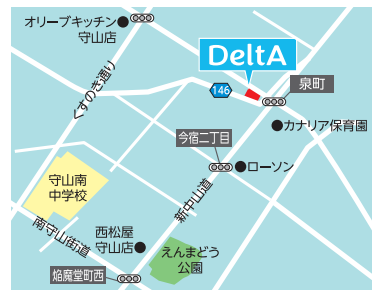 オリーブキッチン
守山店
DeltA
146
泉町
くすのき通り
カナリア保育園
今宿二丁目
ローソン
守山南
中学校
新中山道
南守山街道
西松屋
守山店
えんまどう
公園
焔魔堂町西